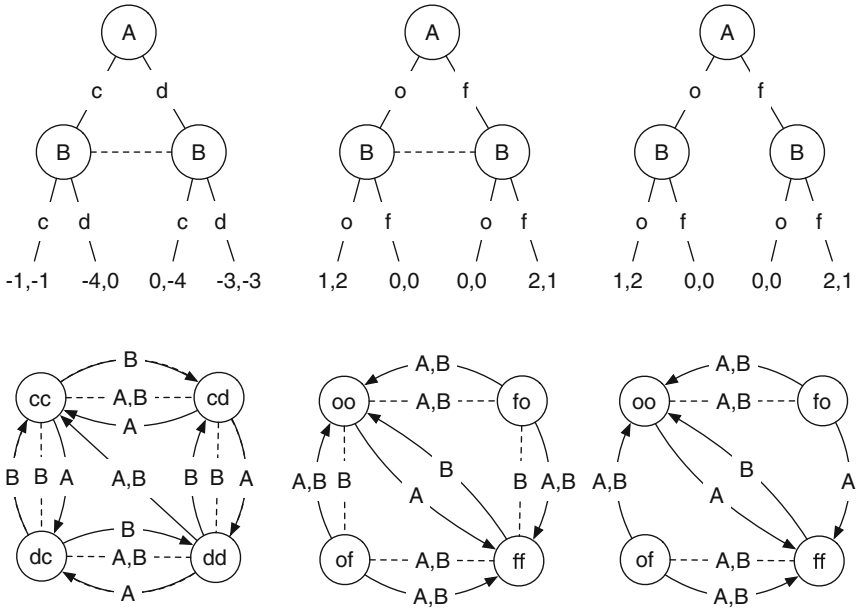 A A A
c d o f o f
B B B B B B
c d c d o f o f o f o f
-1,-1 -4,0 0,-4 -3,-3 1,2 0,0 0,0 2,1 1,2 0,0 0,0 2,1
B A,B A,B
cc A,B cd oo A,B fo oo A,B fo
A
B B A A,B B B A A,B B B A B B A,B A,B A B A
dc B A,B dd of A,B ff of A,B ff
A A,B A,B